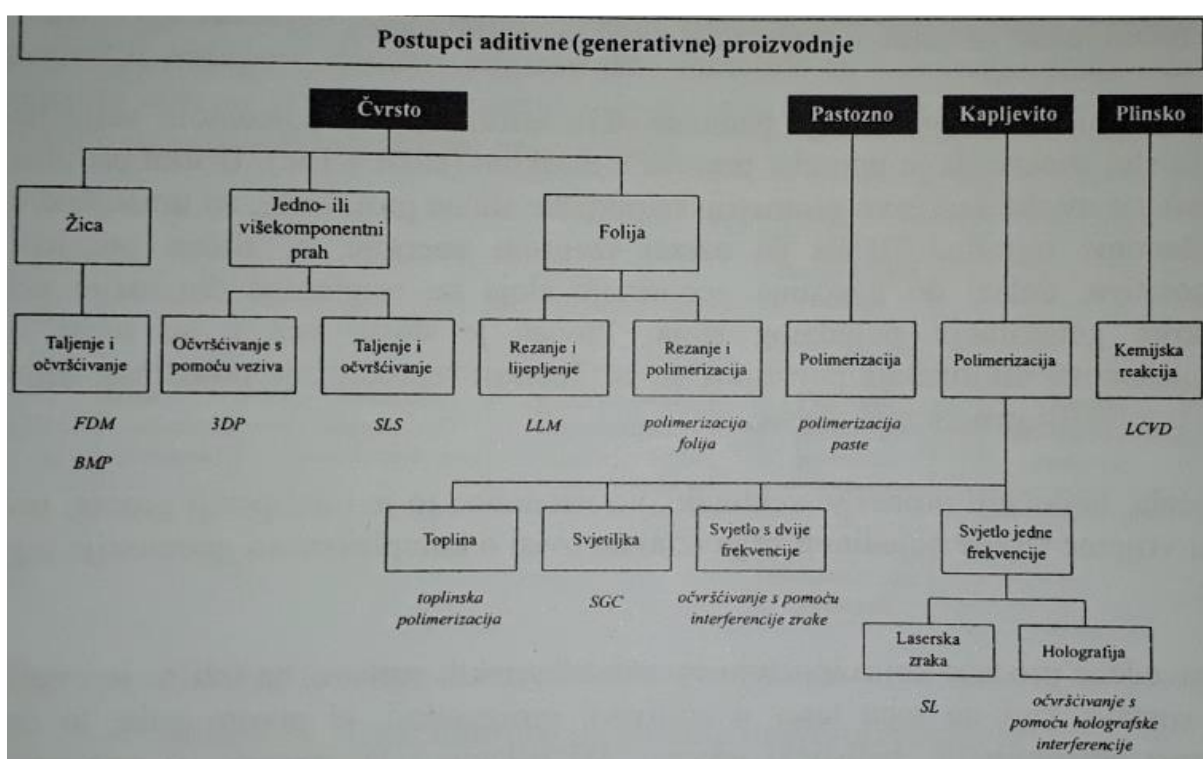 Postupci aditivne (generativne) proizvodnje
Čvrsto
Pastozno
Kapljevito
Plinsko
Žica
Jedno- ili
višekomponentni
prah
Folija
Taljenje i
očvršćivanje
Očvršćivanje s
pomoću veziva
Taljenje i
očvršćivanje
Rezanje i
lijepljenje
Rezanje i
polimerizacija
Polimerizacija
Polimerizacija
Kemijska
reakcija
FDM
BMP
3DP
SLS
LLM
polimerizacija
folija
polimerizacija
paste
LCVD
Toplina
Svjetiljka
Svjetlo s dvije
frekvencije
Svjetlo jedne
frekvencije
toplinska
polimerizacija
SGC
očvršćivanje s pomoću
interferencije zrake
Laserska
zraka
Holografija
SL
očvršćivanje s
pomoću holografske
interferencije